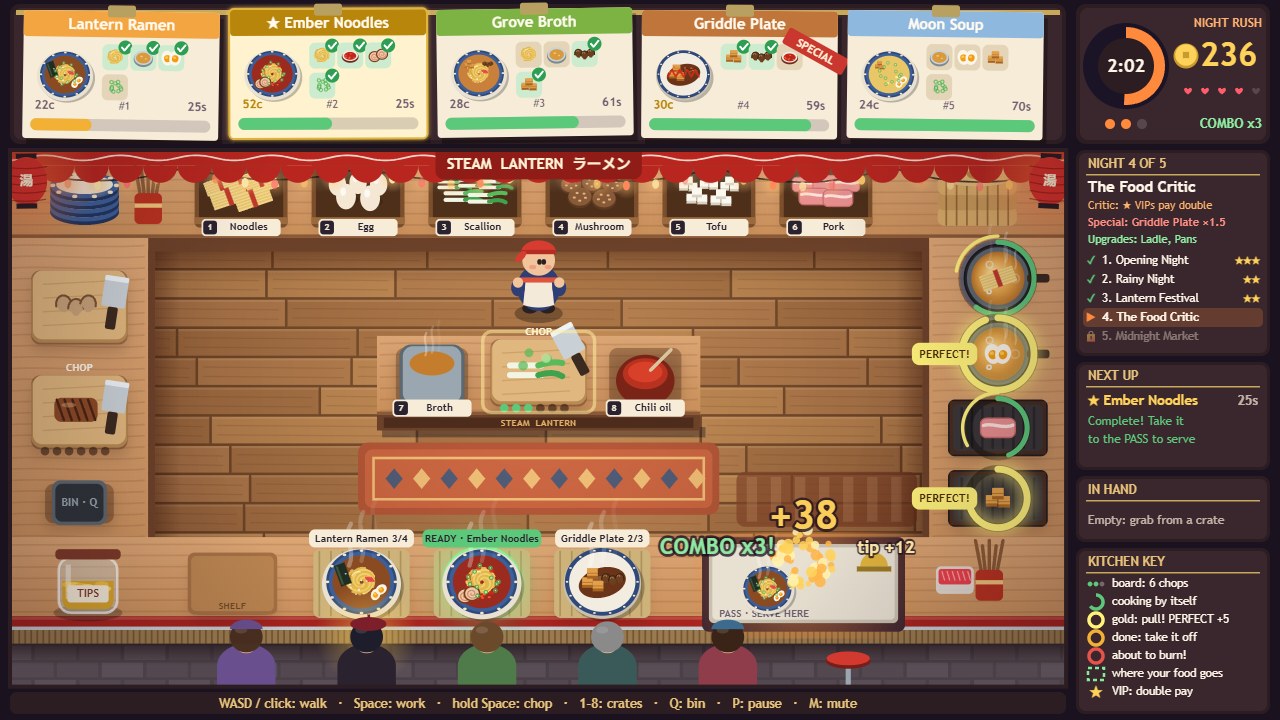 Lantern Ramen
22c
#1
25s
★ Ember Noodles
52c
#2
25s
Grove Broth
28c
#3
61s
Griddle Plate
SPECIAL
30c
#4
59s
Moon Soup
24c
#5
70s
NIGHT RUSH
2:02
236
COMBO x3
STEAM LANTERN ラーメン
湯
湯
1 Noodles
2 Egg
3 Scallion
4 Mushroom
5 Tofu
6 Pork
CHOP
CHOP
7 Broth
8 Chili oil
STEAM LANTERN
PERFECT!
PERFECT!
BIN · Q
TIPS
SHELF
Lantern Ramen 3/4
READY · Ember Noodles
Griddle Plate 2/3
+38
COMBO x3!
tip +12
PASS · SERVE HERE
NIGHT 4 OF 5
The Food Critic
Critic: ★ VIPs pay double
Special: Griddle Plate ×1.5
Upgrades: Ladle, Pans
✓ 1. Opening Night ★★★
✓ 2. Rainy Night ★★
✓ 3. Lantern Festival ★★
▶ 4. The Food Critic
5. Midnight Market
NEXT UP
★ Ember Noodles 25s
Complete! Take it
to the PASS to serve
IN HAND
Empty: grab from a crate
KITCHEN KEY
board: 6 chops
cooking by itself
gold: pull! PERFECT +5
done: take it off
about to burn!
where your food goes
★ VIP: double pay
WASD / click: walk · Space: work · hold Space: chop · 1-8: crates · Q: bin · P: pause · M: mute